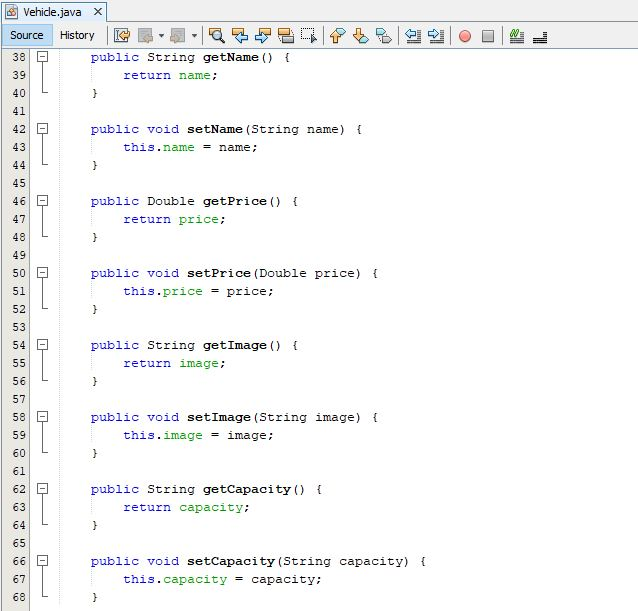 Vehicle.java
Source History
38 public String getName() {
39 return name;
40 }
41
42 public void setName(String name) {
43 this.name = name;
44 }
45
46 public Double getPrice() {
47 return price;
48 }
49
50 public void setPrice(Double price) {
51 this.price = price;
52 }
53
54 public String getImage() {
55 return image;
56 }
57
58 public void setImage(String image) {
59 this.image = image;
60 }
61
62 public String getCapacity() {
63 return capacity;
64 }
65
66 public void setCapacity(String capacity) {
67 this.capacity = capacity;
68 }